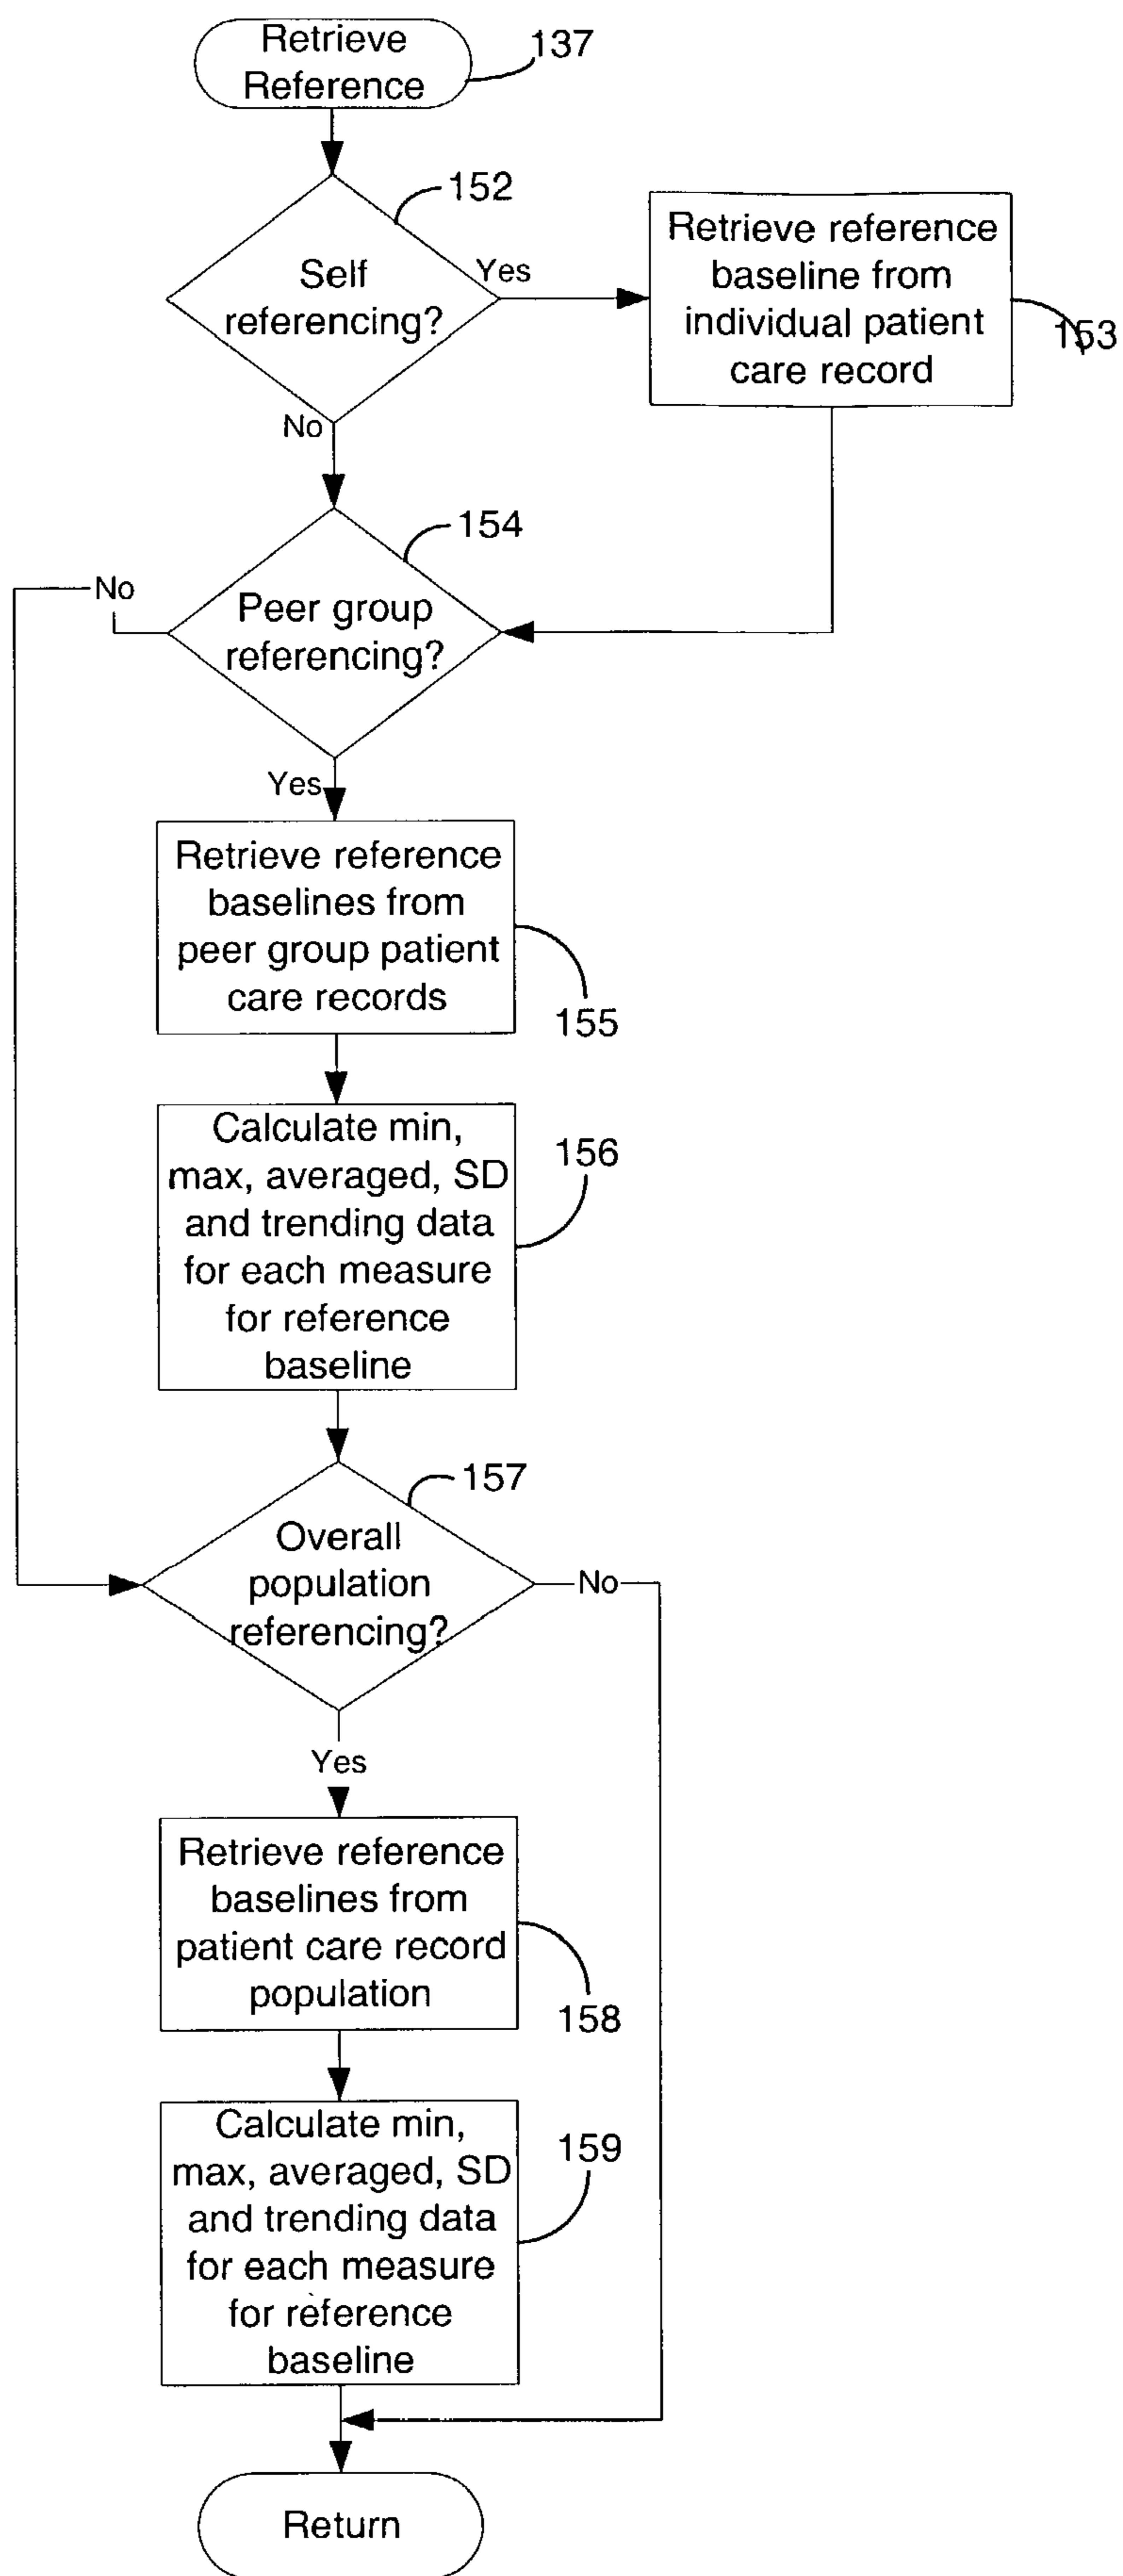 Retrieve
Reference
137
152
Self
referencing?
Yes
Retrieve reference
baseline from
individual patient
care record
153
No
154
Peer group
referencing?
No
Yes
Retrieve reference
baselines from
peer group patient
care records
155
Calculate min,
max, averaged, SD
and trending data
for each measure
for reference
baseline
156
157
Overall
population
referencing?
No
Yes
Retrieve reference
baselines from
patient care record
population
158
Calculate min,
max, averaged, SD
and trending data
for each measure
for reference
baseline
159
Return